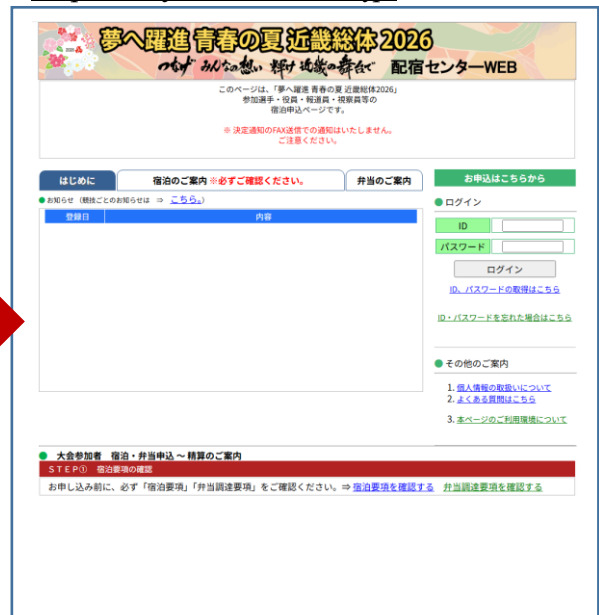 夢へ躍進 青春の夏 近畿総体 2026
つなげ みんなの想い 輝け 近畿の舞台で 配宿センターーWEB
このページは、「夢へ躍進 青春の夏 近畿総体2026」
参加選手・役員・報道員・視察員等の
宿泊申込ページです。
※ 決定通知のFAX送信での通知はいたしません。
ご注意ください。
はじめに
宿泊のご案内 ※必ずご確認ください。
弁当のご案内
お申込はこちらから
●お知らせ (競技ごとのお知らせは ⇒ こちら。)
登録日 内容
● ログイン
ID
パスワード
ログイン
ID、パスワードの取得はこちら
ID・パスワードを忘れた場合はこちら
● その他のご案内
1. 個人情報の取扱いについて
2. よくある質問はこちら
3. 本ページのご利用環境について
● 大会参加者 宿泊・弁当申込 ~ 精算のご案内
STEP① 宿泊要項の確認
お申し込み前に、必ず「宿泊要項」「弁当調達要項」をご確認ください。⇒ 宿泊要項を確認する 弁当調達要項を確認する